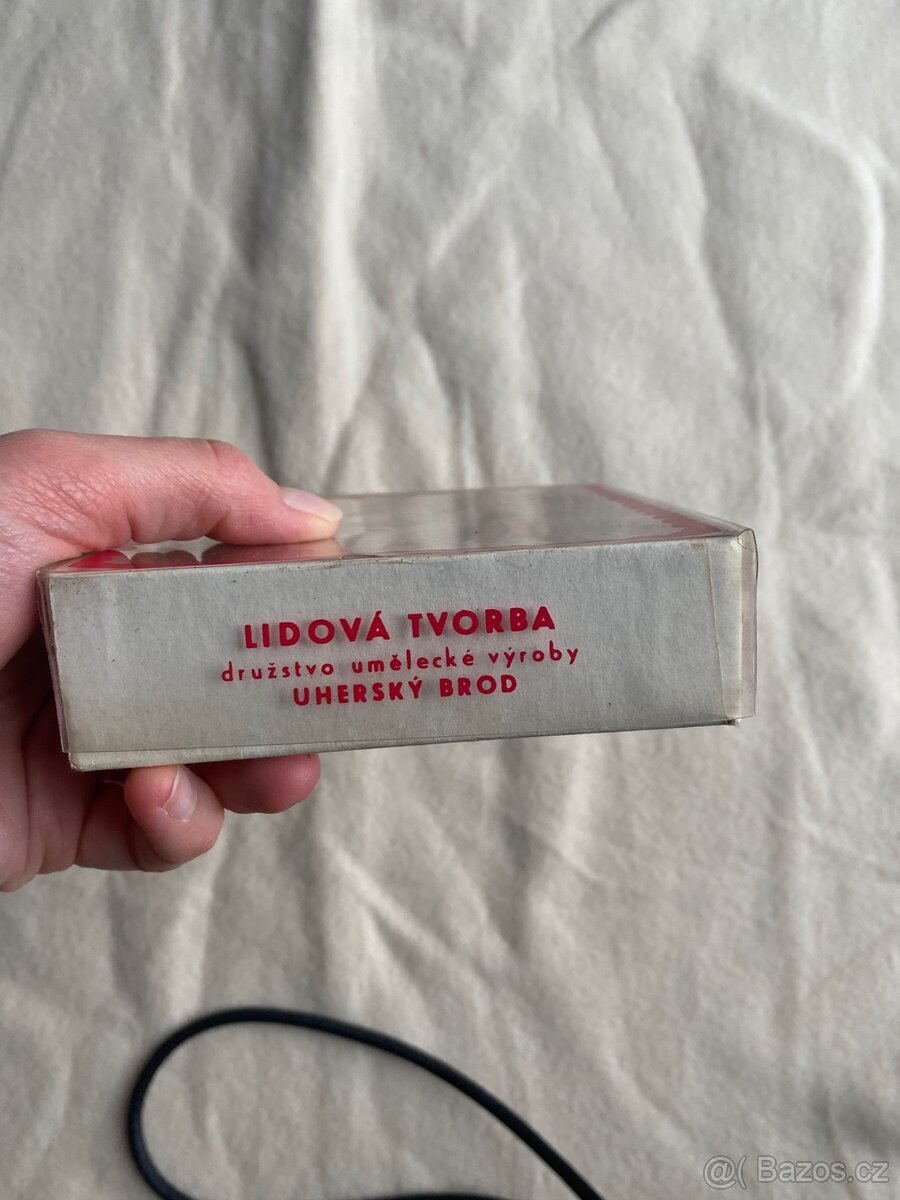 LIDOVÁ TVORBA
družstvo umělecké výroby
UHERSKÝ BROD
@( Bazos.cz